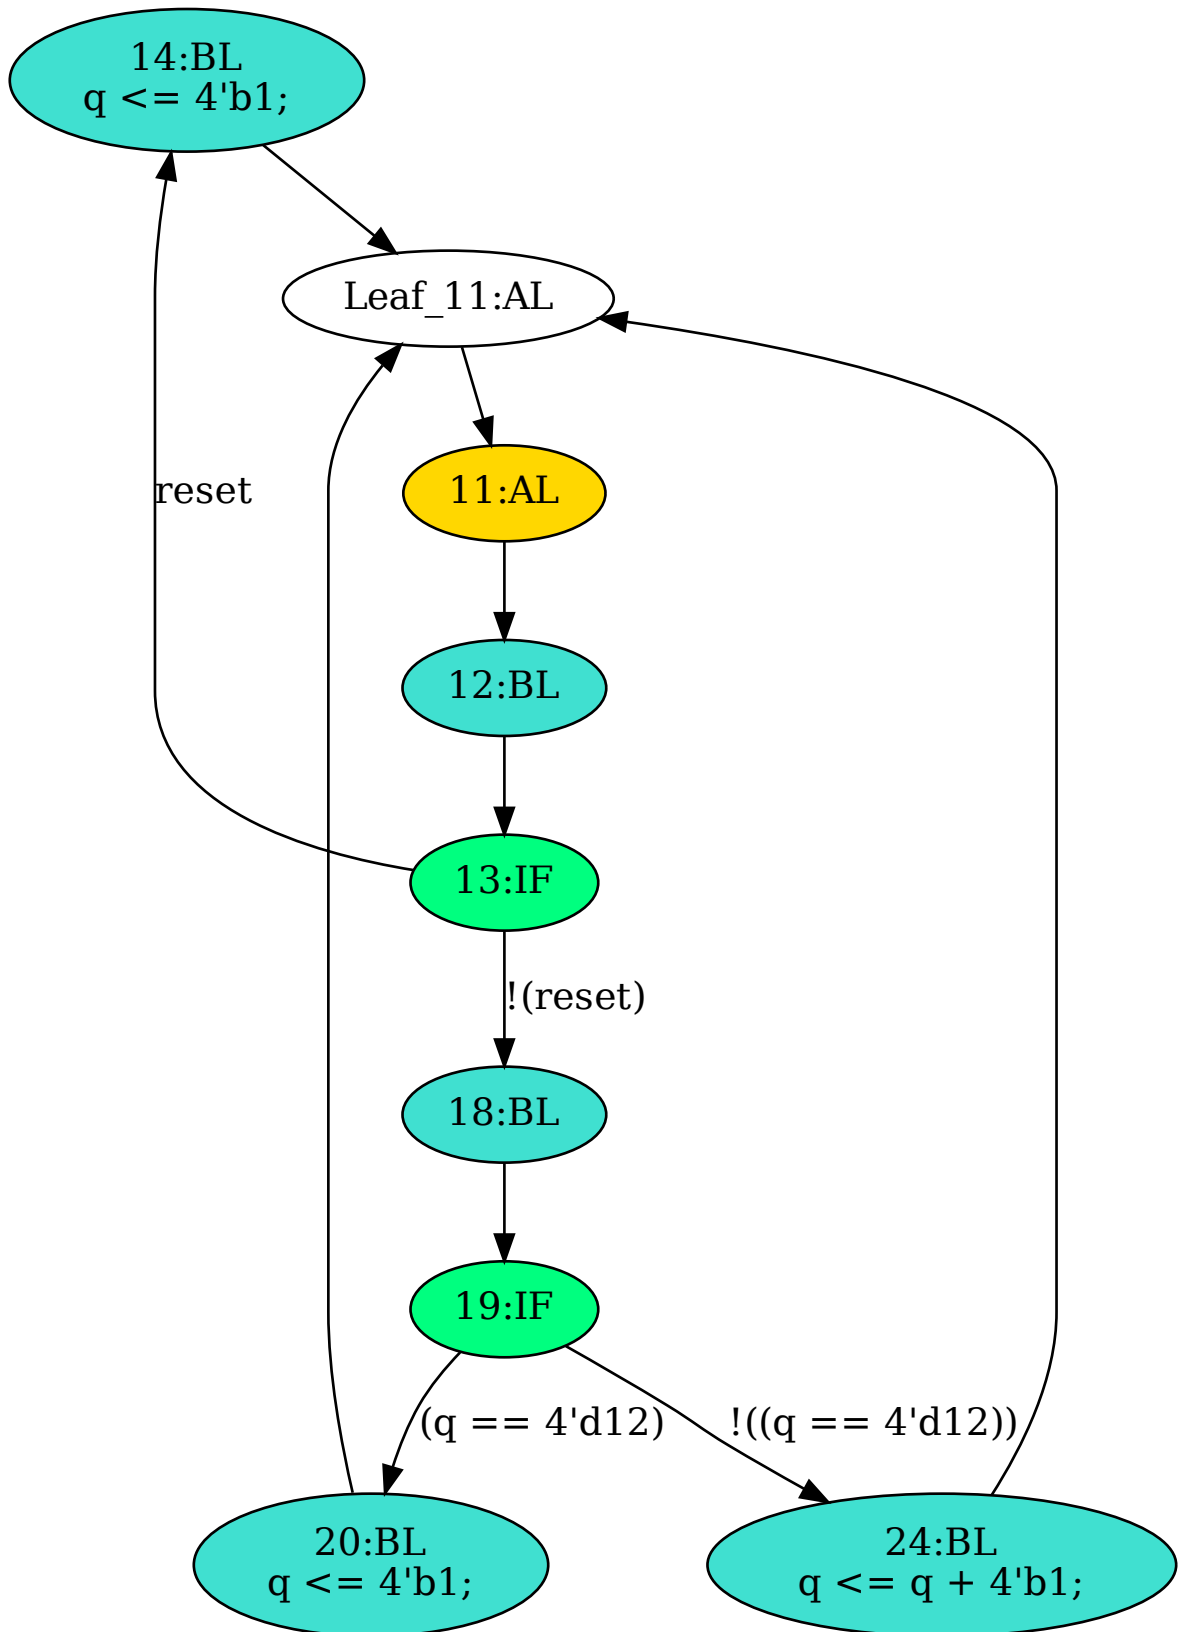 14:BL
q <= 4'b1;
Leaf_11:AL
reset
11:AL
12:BL
13:IF
!(reset)
18:BL
19:IF
(q == 4'd12)
!((q == 4'd12))
20:BL
q <= 4'b1;
24:BL
q <= q + 4'b1;